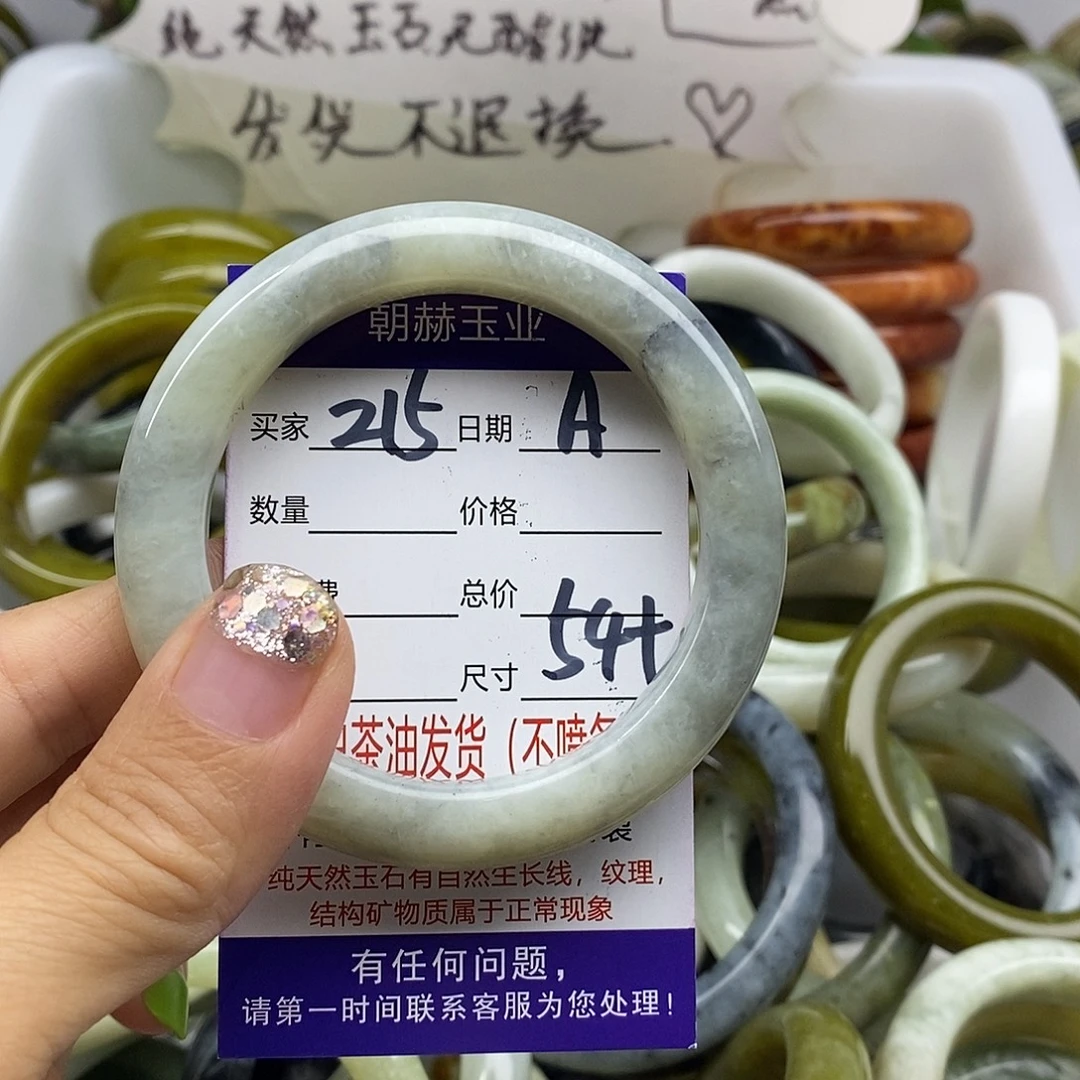 纯天然玉石无酸洗
发货不退换
朝赫玉业
买家 215 日期 A
数量 价格
费 总价
尺寸 54t
茶油发货（不喷
装
纯天然玉石有自然生长线，纹理，
结构矿物质属于正常现象
有任何问题，
请第一时间联系客服为您处理！